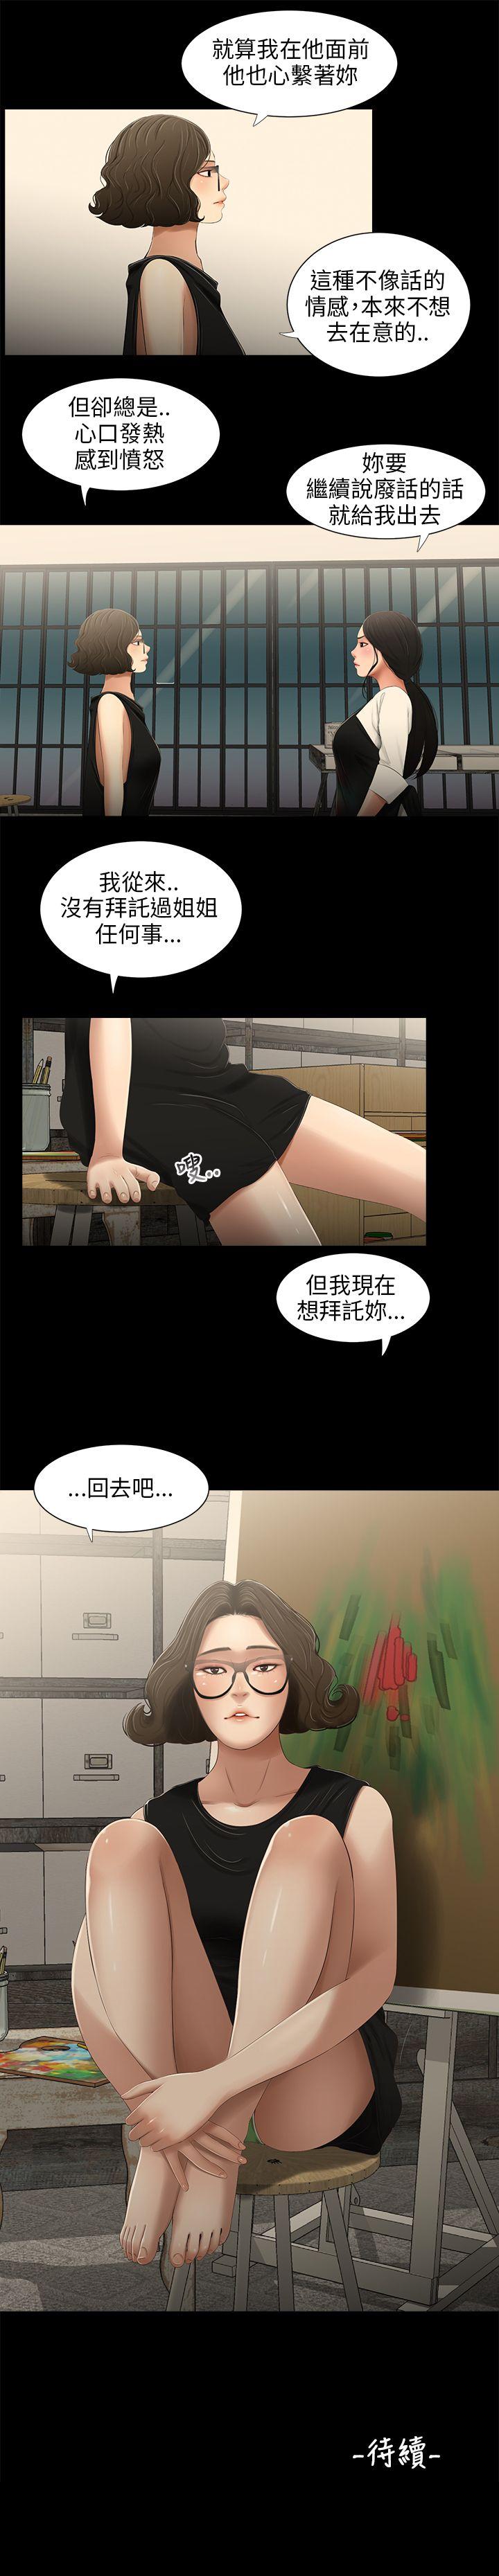 就算我在他面前
他也心繫著妳
這種不像話的
情感，本來不想
去在意的..
但卻總是..
心口發熱
感到憤怒
妳要
繼續說廢話的話
就給我出去
我從來..
沒有拜託過姐姐
任何事...
嗖..
但我現在
想拜託妳...
...回去吧...
-待續-